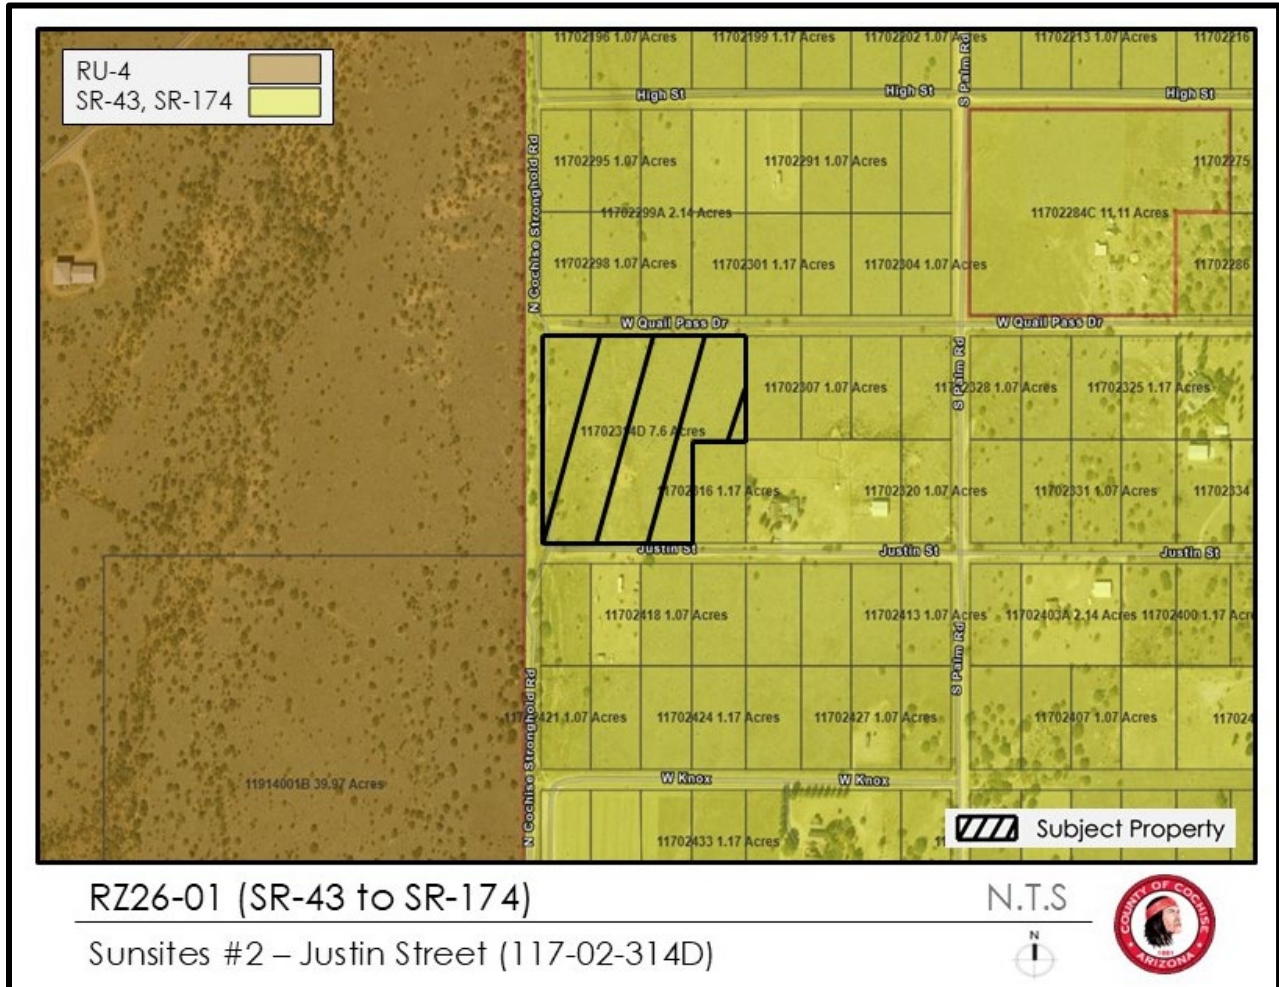 RU-4
SR-43, SR-174
11702196 1.07 Acres
11702199 1.17 Acres
11702202 1.07 Acres
11702213 1.07 Acres
11702216
High St
High St
High St
S Palm Rd
N Cochise Stronghold Rd
11702295 1.07 Acres
11702291 1.07 Acres
11702275
11702299A 2.14 Acres
11702284C 11.11 Acres
11702298 1.07 Acres
11702301 1.17 Acres
11702304 1.07 Acres
11702286
W Quail Pass Dr
W Quail Pass Dr
S Palm Rd
11702307 1.07 Acres
11702328 1.07 Acres
11702325 1.17 Acres
11702314D 7.6 Acres
11702316 1.17 Acres
11702320 1.07 Acres
11702331 1.07 Acres
11702334
Justin St
Justin St
Justin St
11702418 1.07 Acres
11702413 1.07 Acres
11702403A 2.14 Acres
11702400 1.17 Acr
S Palm Rd
N Cochise Stronghold Rd
11702421 1.07 Acres
11702424 1.17 Acres
11702427 1.07 Acres
11702407 1.07 Acres
117024
W Knox
W Knox
11914001B 39.97 Acres
11702433 1.17 Acres
11
Subject Property
RZ26-01 (SR-43 to SR-174)
N.T.S
Sunsites #2 – Justin Street (117-02-314D)
N
COUNTY OF COCHISE
1881
ARIZONA